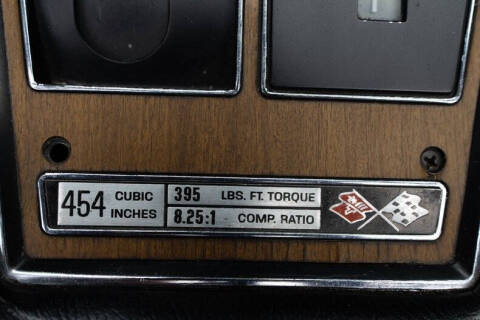 454 CUBIC INCHES
395 LBS. FT. TORQUE
8.25:1 - COMP. RATIO